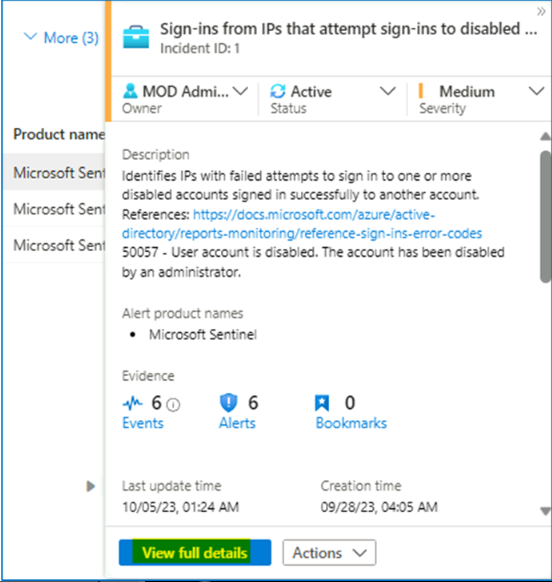 More (3)
Product name
Microsoft Sent
Microsoft Sent
Microsoft Sent
Sign-ins from IPs that attempt sign-ins to disabled ...
Incident ID: 1
MOD Admi... Active Medium
Owner Status Severity
Description
Identifies IPs with failed attempts to sign in to one or more
disabled accounts signed in successfully to another account.
References: https://docs.microsoft.com/azure/active-
directory/reports-monitoring/reference-sign-ins-error-codes
50057 - User account is disabled. The account has been disabled
by an administrator.
Alert product names
• Microsoft Sentinel
Evidence
6 6 0
Events Alerts Bookmarks
Last update time Creation time
10/05/23, 01:24 AM 09/28/23, 04:05 AM
View full details Actions